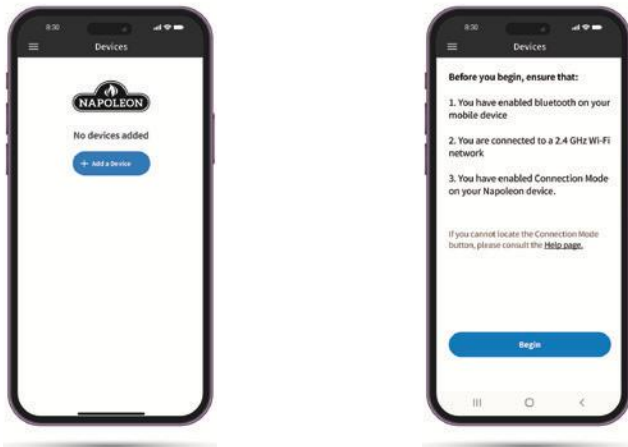 8:30
Devices
NAPOLEON
No devices added
+ Add a Device
8:30
Devices
Before you begin, ensure that:
1. You have enabled bluetooth on your
mobile device
2. You are connected to a 2.4 GHz Wi-Fi
network
3. You have enabled Connection Mode
on your Napoleon device.
If you cannot locate the Connection Mode
button, please consult the Help page.
Begin